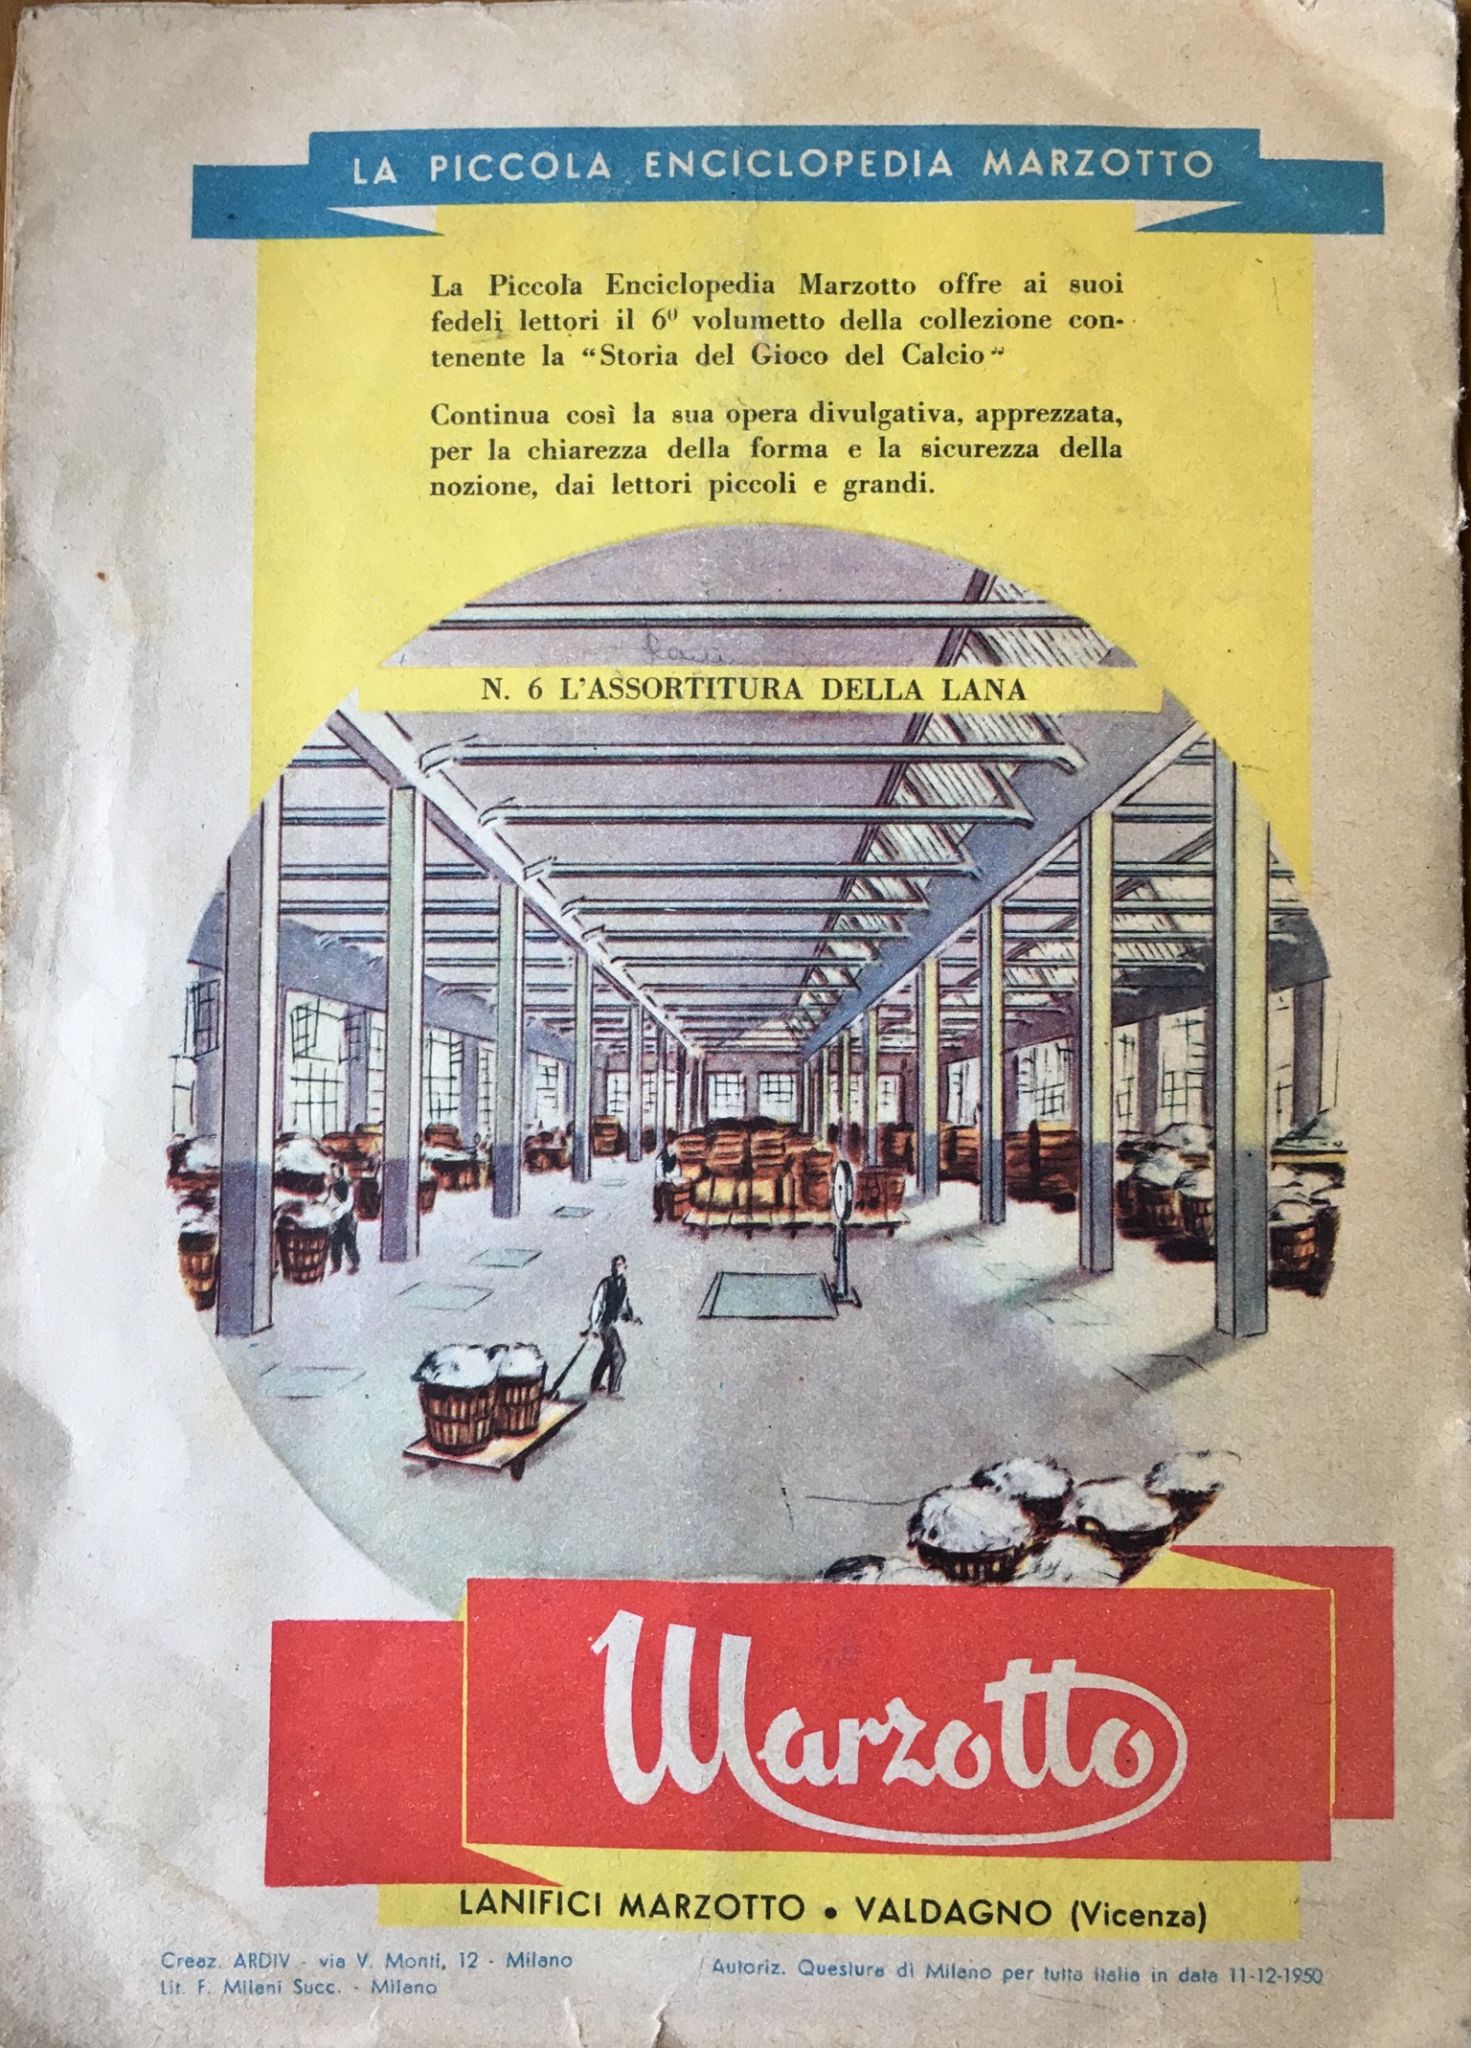 LA PICCOLA ENCICLOPEDIA MARZOTTO
La Piccola Enciclopedia Marzotto offre ai suoi
fedeli lettori il 6º volumetto della collezione con-
tenente la "Storia del Gioco del Calcio"
Continua così la sua opera divulgativa, apprezzata,
per la chiarezza della forma e la sicurezza della
nozione, dai lettori piccoli e grandi.
N. 6 L'ASSORTITURA DELLA LANA
Marzotto
LANIFICI MARZOTTO • VALDAGNO (Vicenza)
Creaz. ARDIV - via V. Monti, 12 - Milano
Lit. F. Milani Succ. - Milano
Autoriz. Questura di Milano per tutta Italia in data 11-12-1950